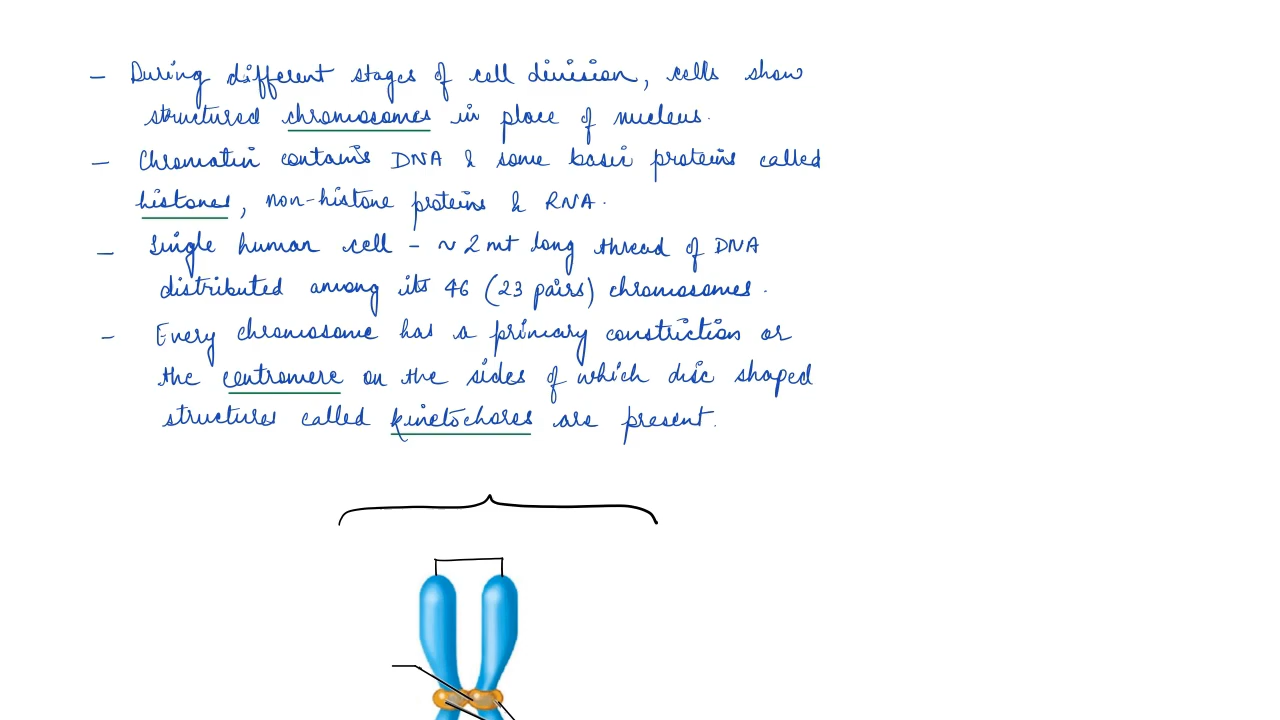 - During different stages of cell division, cells show
structured chromosomes in place of nucleus.
- Chromatin contains DNA & some basic proteins called
histones, non-histone proteins & RNA.
- Single human cell - ~ 2 mt long thread of DNA
distributed among its 46 (23 pairs) chromosomes.
- Every chromosome has a primary constriction or
the centromere on the sides of which disc shaped
structures called kinetochores are present.